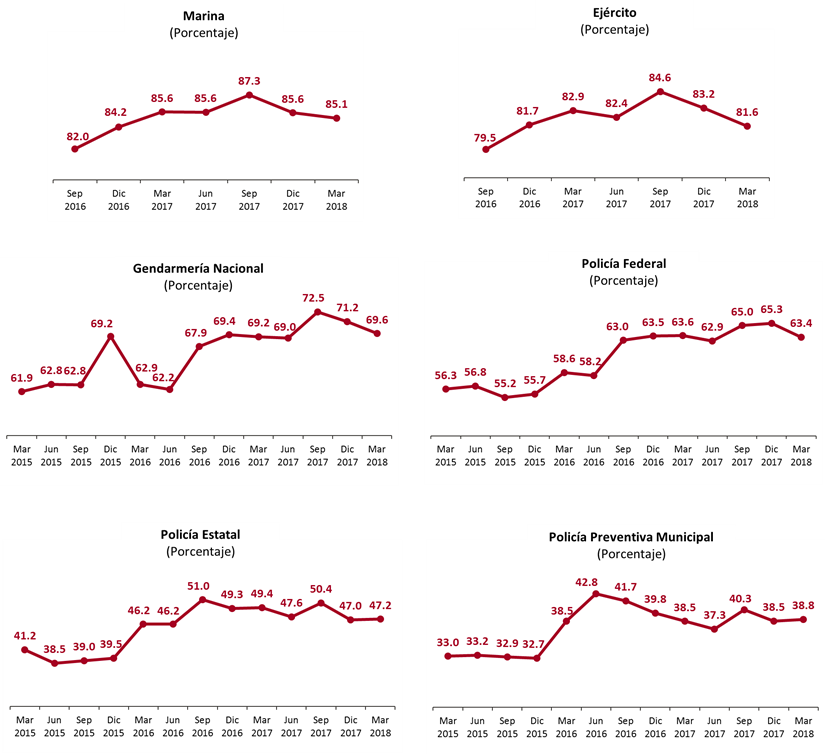 Marina
(Porcentaje)
82.0 84.2 85.6 85.6 87.3 85.6 85.1
Sep Dic Mar Jun Sep Dic Mar
2016 2016 2017 2017 2017 2017 2018
Ejército
(Porcentaje)
79.5 81.7 82.9 82.4 84.6 83.2 81.6
Sep Dic Mar Jun Sep Dic Mar
2016 2016 2017 2017 2017 2017 2018
Gendarmería Nacional
(Porcentaje)
61.9 62.8 62.8 69.2 62.9 62.2 67.9 69.4 69.2 69.0 72.5 71.2 69.6
Mar Jun Sep Dic Mar Jun Sep Dic Mar Jun Sep Dic Mar
2015 2015 2015 2015 2016 2016 2016 2016 2017 2017 2017 2017 2018
Policía Federal
(Porcentaje)
56.3 56.8 55.2 55.7 58.6 58.2 63.0 63.5 63.6 62.9 65.0 65.3 63.4
Mar Jun Sep Dic Mar Jun Sep Dic Mar Jun Sep Dic Mar
2015 2015 2015 2015 2016 2016 2016 2016 2017 2017 2017 2017 2018
Policía Estatal
(Porcentaje)
41.2 38.5 39.0 39.5 46.2 46.2 51.0 49.3 49.4 47.6 50.4 47.0 47.2
Mar Jun Sep Dic Mar Jun Sep Dic Mar Jun Sep Dic Mar
2015 2015 2015 2015 2016 2016 2016 2016 2017 2017 2017 2017 2018
Policía Preventiva Municipal
(Porcentaje)
33.0 33.2 32.9 32.7 38.5 42.8 41.7 39.8 38.5 37.3 40.3 38.5 38.8
Mar Jun Sep Dic Mar Jun Sep Dic Mar Jun Sep Dic Mar
2015 2015 2015 2015 2016 2016 2016 2016 2017 2017 2017 2017 2018